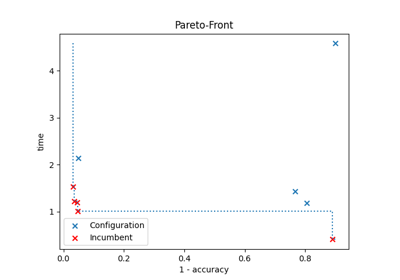 Pareto-Front
4
3
2
1
time
Configuration
Incumbent
0.0 0.2 0.4 0.6 0.8
1 - accuracy